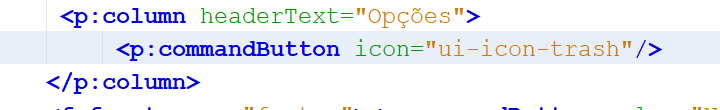 <p:column headerText="Opções">
<p:commandButton icon="ui-icon-trash"/>
</p:column>